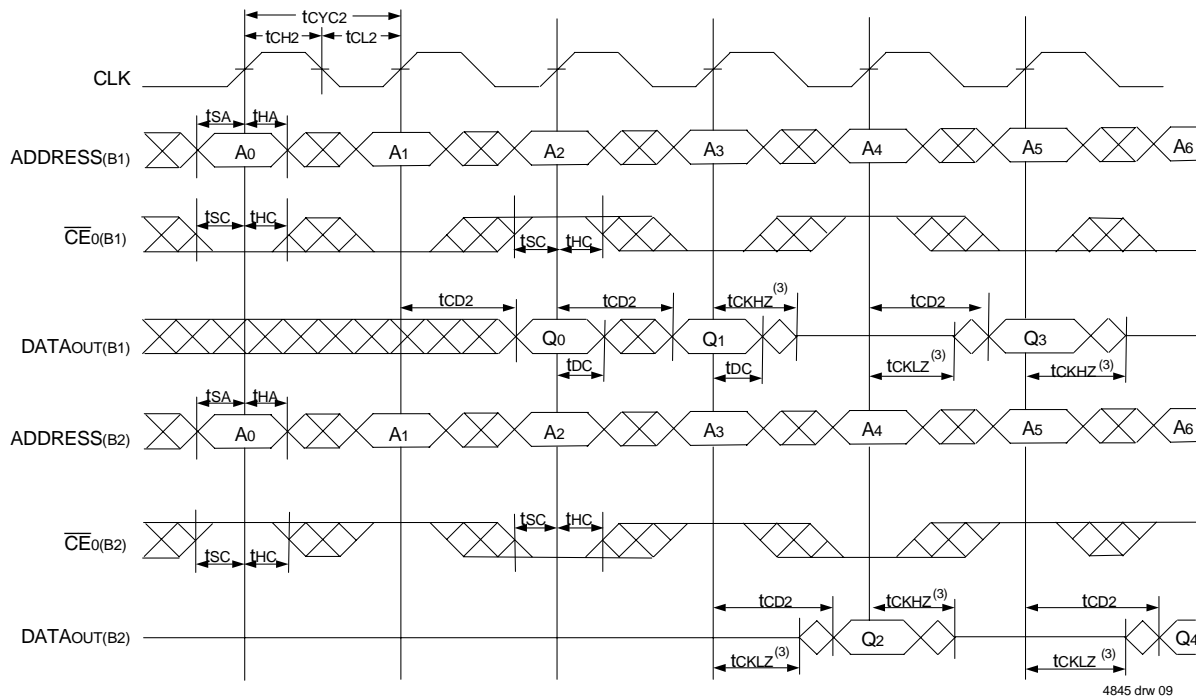 tCYC2
tCH2 tCL2
CLK
tSA tHA
ADDRESS(B1) A0 A1 A2 A3 A4 A5 A6
tSC tHC
CE0(B1)
tSC tHC
tCD2 tCD2 tCKHZ(3) tCD2
DATAOUT(B1) Q0 Q1 Q3
tDC tDC tCKLZ(3) tCKHZ(3)
tSA tHA
ADDRESS(B2) A0 A1 A2 A3 A4 A5 A6
tSC tHC
CE0(B2)
tSC tHC
tCD2 tCKHZ(3) tCD2
DATAOUT(B2) Q2 Q4
tCKLZ(3) tCKLZ(3)
4845 drw 09